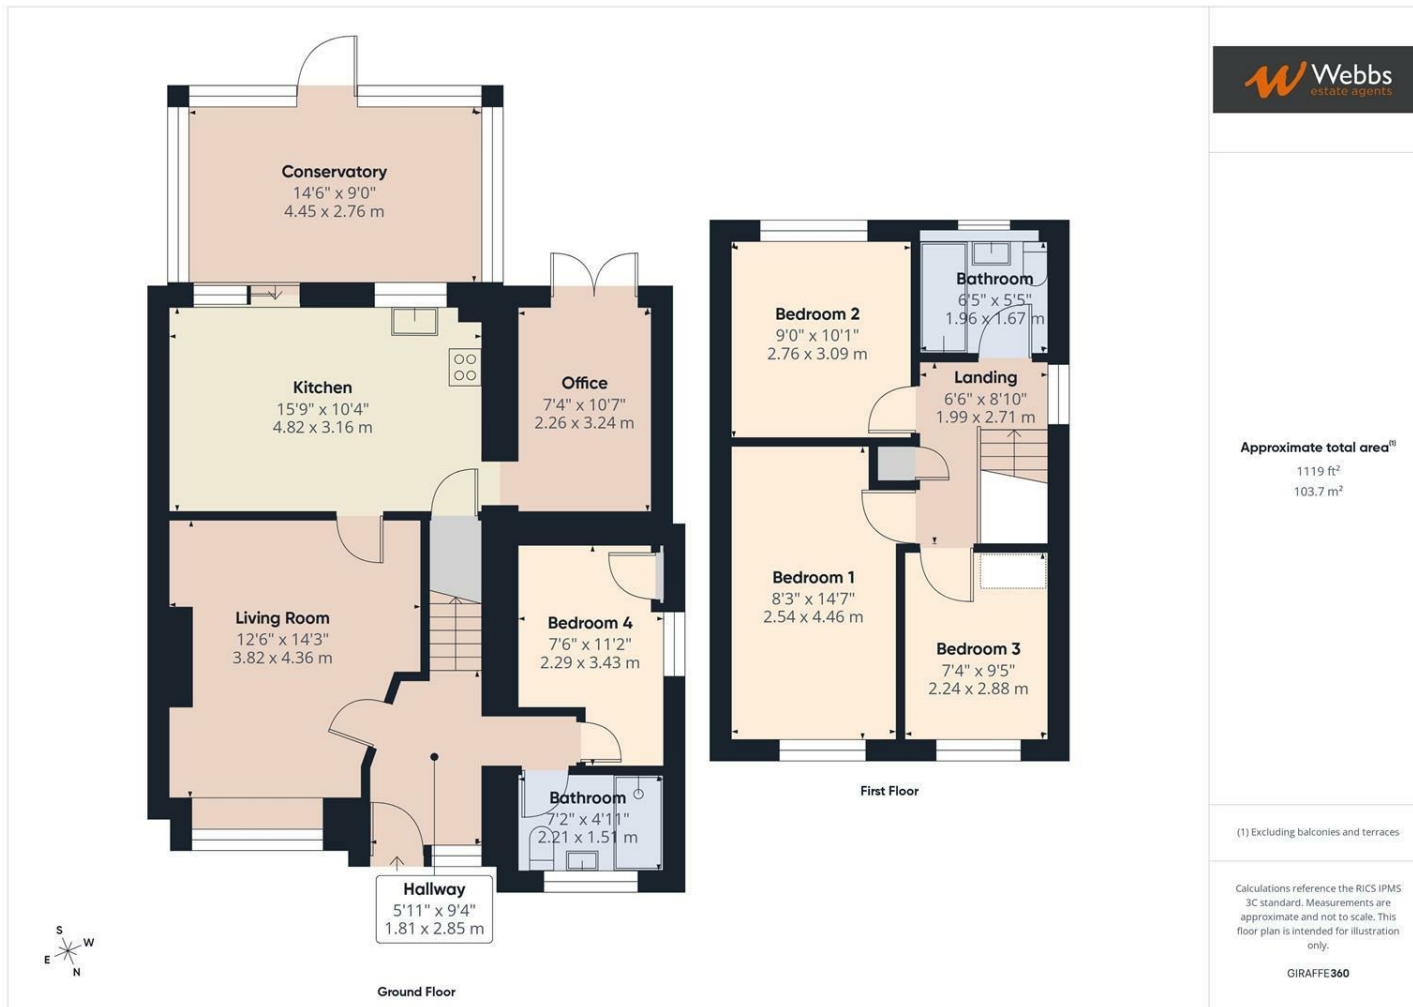 Conservatory
14'6" x 9'0"
4.45 x 2.76 m
Kitchen
15'9" x 10'4"
4.82 x 3.16 m
Office
7'4" x 10'7"
2.26 x 3.24 m
Living Room
12'6" x 14'3"
3.82 x 4.36 m
Bedroom 4
7'6" x 11'2"
2.29 x 3.43 m
Bathroom
7'2" x 4'11"
2.21 x 1.51 m
Hallway
5'11" x 9'4"
1.81 x 2.85 m
Ground Floor
S
W
E
N
Bedroom 2
9'0" x 10'1"
2.76 x 3.09 m
Bathroom
6'5" x 5'5"
1.96 x 1.67 m
Landing
6'6" x 8'10"
1.99 x 2.71 m
Bedroom 1
8'3" x 14'7"
2.54 x 4.46 m
Bedroom 3
7'4" x 9'5"
2.24 x 2.88 m
First Floor
Webbs
estate agents
Approximate total area(1)
1119 ft²
103.7 m²
(1) Excluding balconies and terraces
Calculations reference the RICS IPMS
3C standard. Measurements are
approximate and not to scale. This
floor plan is intended for illustration
only.
GIRAFFE360